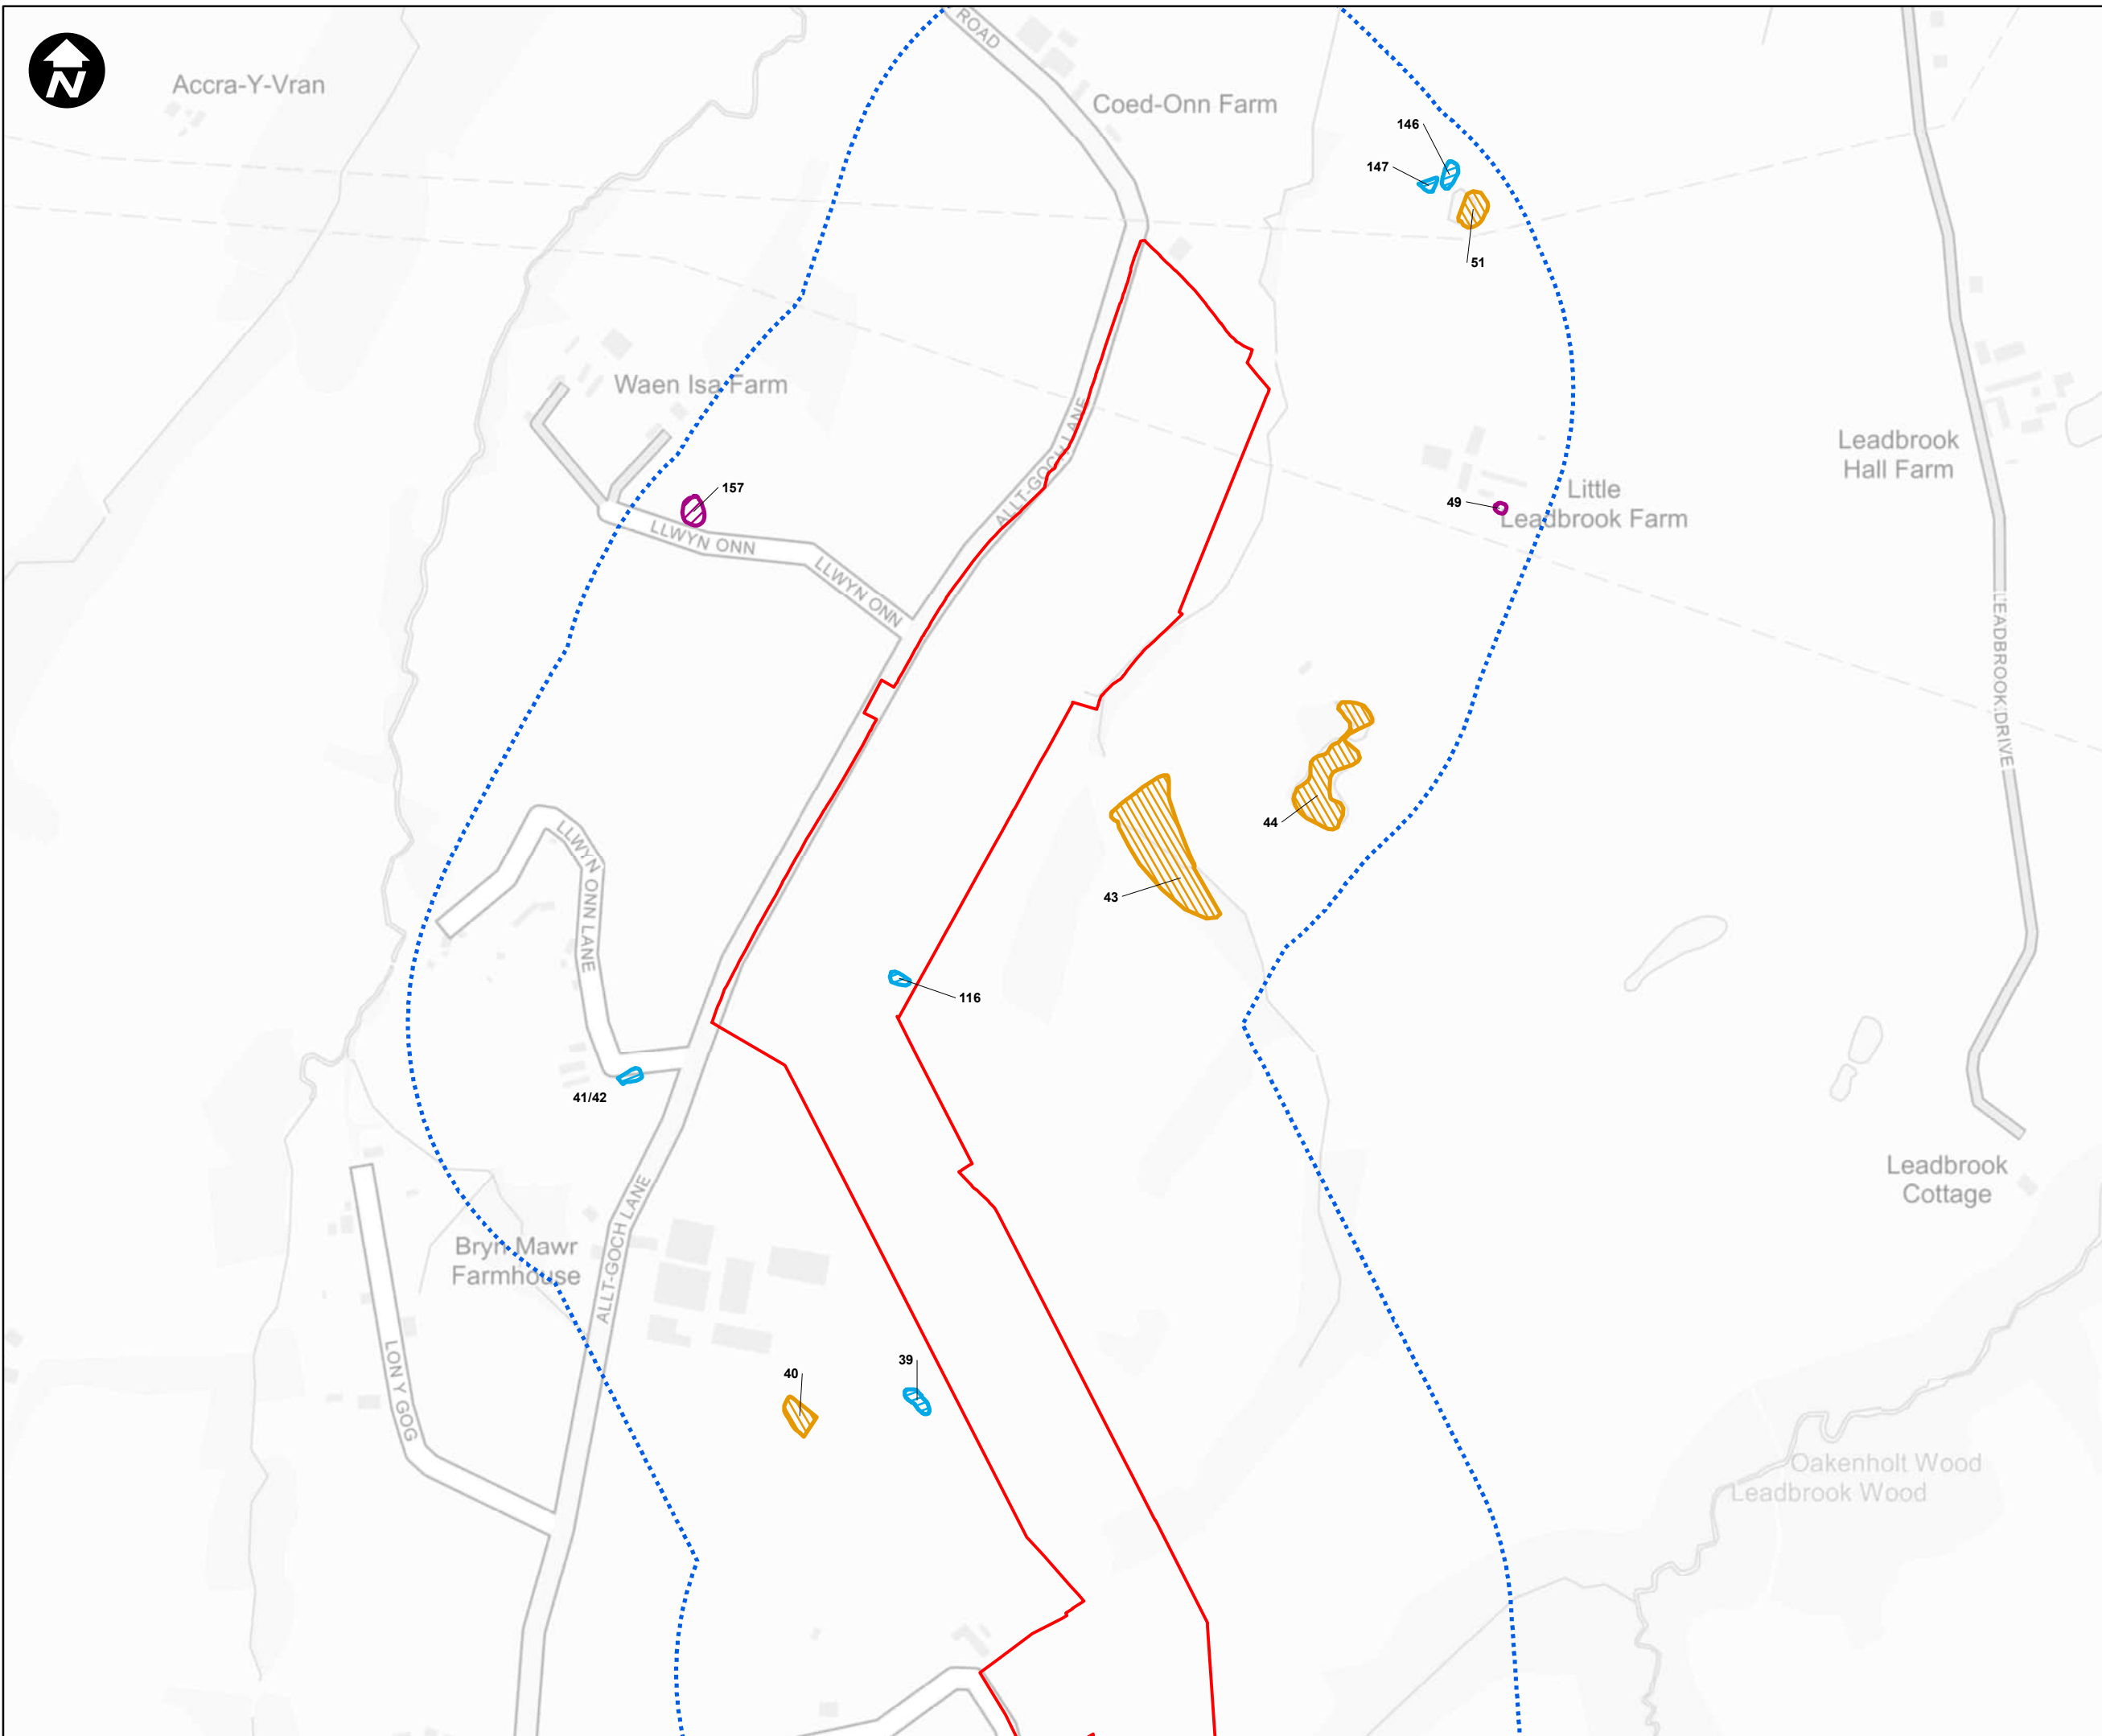 N
ROAD
Accra-Y-Vran
Coed-Onn Farm
146
147
51
Waen Isa Farm
ALLT-GOCH LANE
Leadbrook
Hall Farm
157
49
Little
Leadbrook Farm
LLWYN ONN
LLWYN ONN
LEADBROOK DRIVE
44
LLWYN ONN LANE
43
116
41/42
Leadbrook
Cottage
ALLT-GOCH LANE
Bryn Mawr
Farmhouse
LON Y GOG
40
39
Oakenholt Wood
Leadbrook Wood